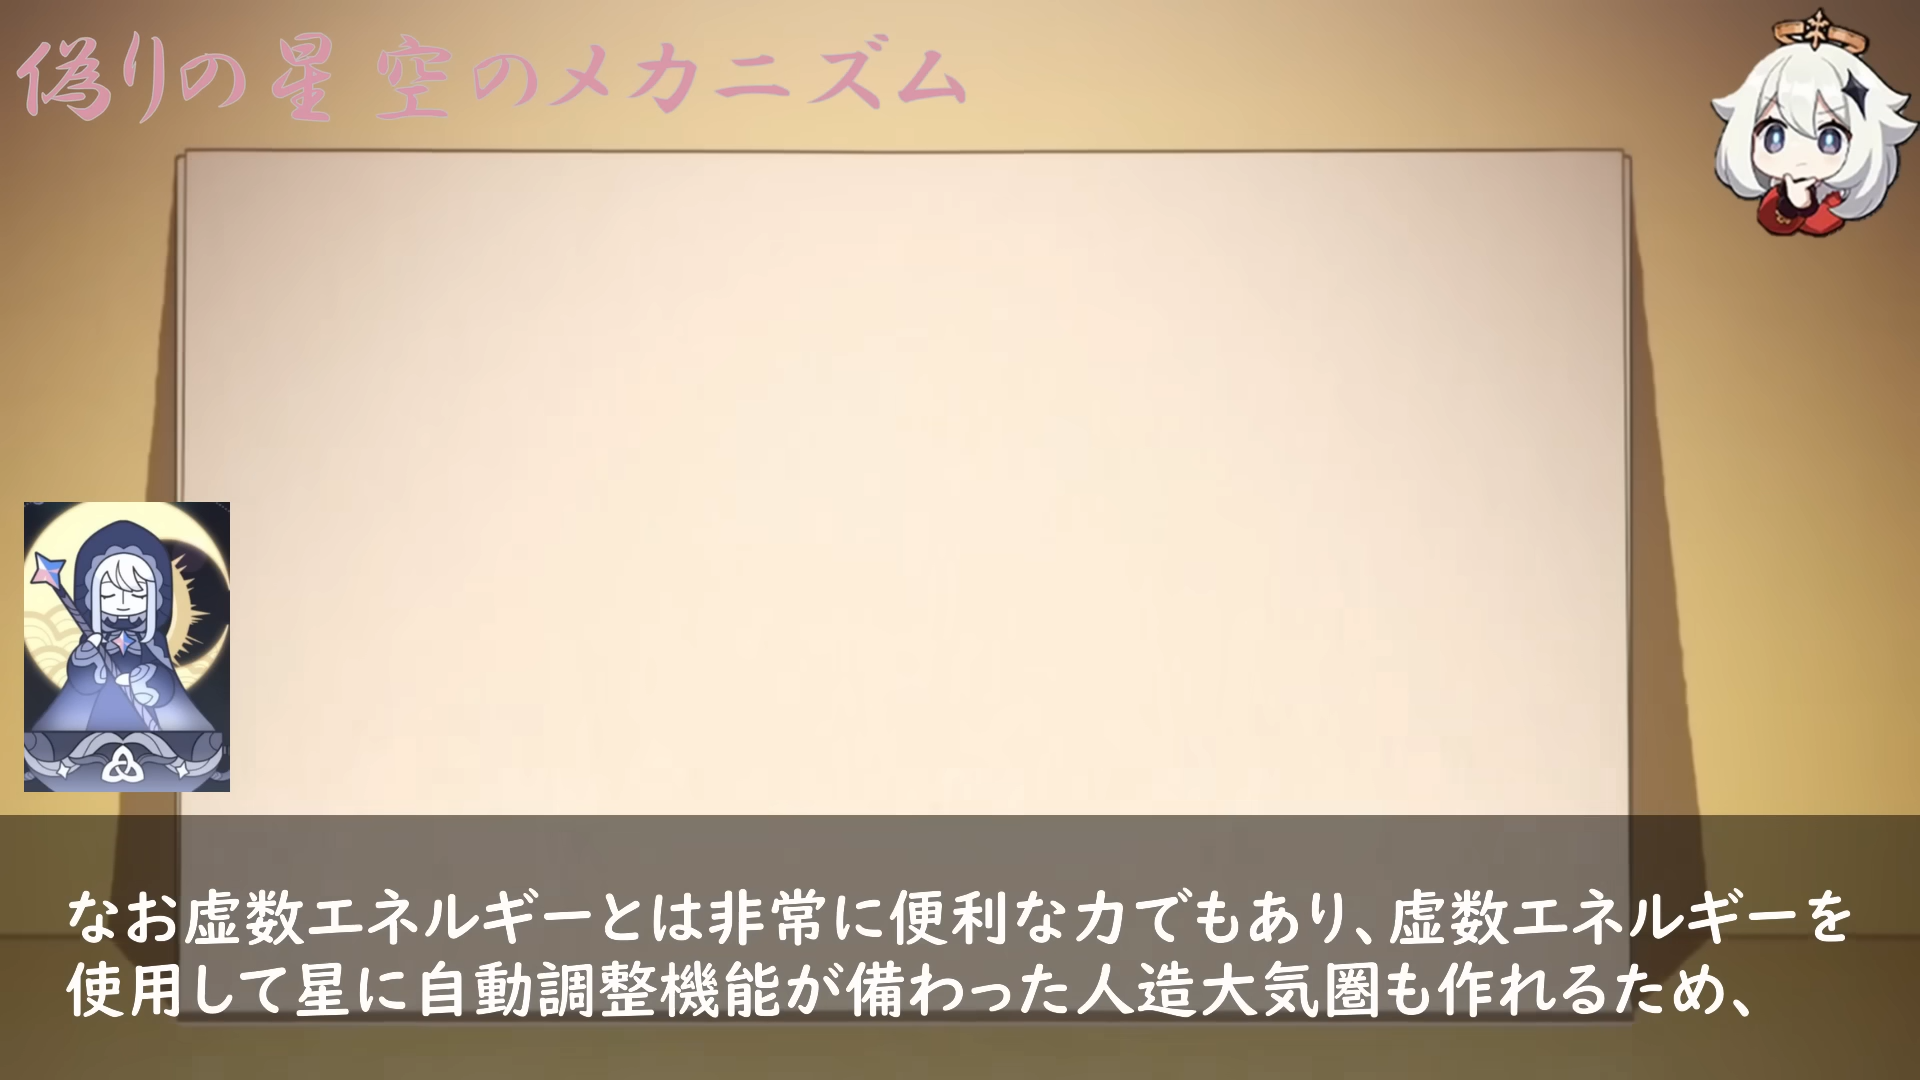 偽りの星空のメカニズム
なお虚数エネルギーとは非常に便利な力でもあり、虚数エネルギーを
使用して星に自動調整機能が備わった人造大気圏も作れるため、